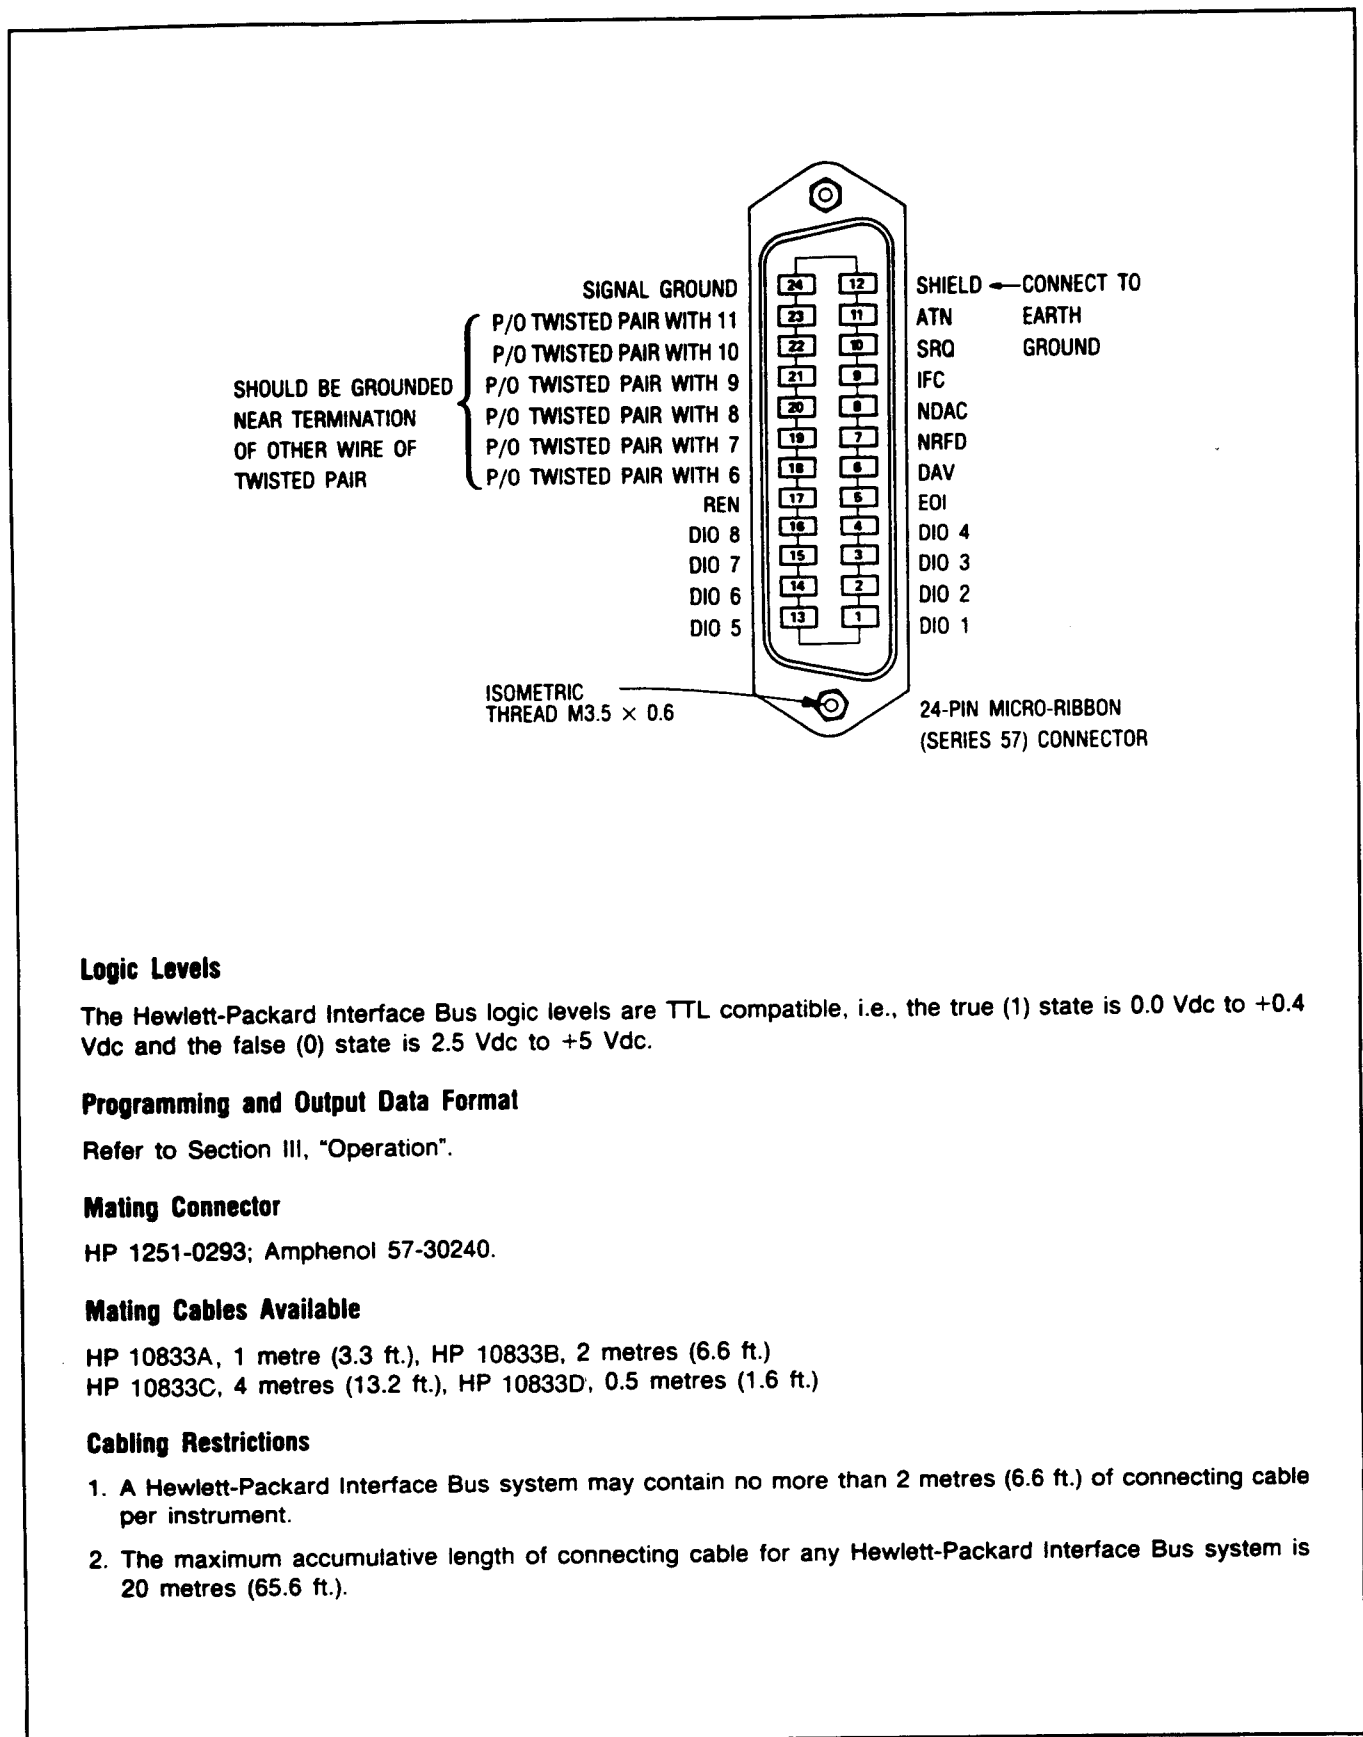 SIGNAL GROUND 24 12 SHIELD ← CONNECT TO
P/O TWISTED PAIR WITH 11 23 11 ATN EARTH
P/O TWISTED PAIR WITH 10 22 10 SRQ GROUND
P/O TWISTED PAIR WITH 9 21 9 IFC
P/O TWISTED PAIR WITH 8 20 8 NDAC
P/O TWISTED PAIR WITH 7 19 7 NRFD
P/O TWISTED PAIR WITH 6 18 6 DAV
SHOULD BE GROUNDED
NEAR TERMINATION
OF OTHER WIRE OF
TWISTED PAIR
REN 17 5 EOI
DIO 8 16 4 DIO 4
DIO 7 15 3 DIO 3
DIO 6 14 2 DIO 2
DIO 5 13 1 DIO 1
ISOMETRIC
THREAD M3.5 × 0.6
24-PIN MICRO-RIBBON
(SERIES 57) CONNECTOR
Logic Levels
The Hewlett-Packard Interface Bus logic levels are TTL compatible, i.e., the true (1) state is 0.0 Vdc to +0.4
Vdc and the false (0) state is 2.5 Vdc to +5 Vdc.
Programming and Output Data Format
Refer to Section III, "Operation".
Mating Connector
HP 1251-0293; Amphenol 57-30240.
Mating Cables Available
HP 10833A, 1 metre (3.3 ft.), HP 10833B, 2 metres (6.6 ft.)
HP 10833C, 4 metres (13.2 ft.), HP 10833D, 0.5 metres (1.6 ft.)
Cabling Restrictions
1. A Hewlett-Packard Interface Bus system may contain no more than 2 metres (6.6 ft.) of connecting cable
per instrument.
2. The maximum accumulative length of connecting cable for any Hewlett-Packard Interface Bus system is
20 metres (65.6 ft.).